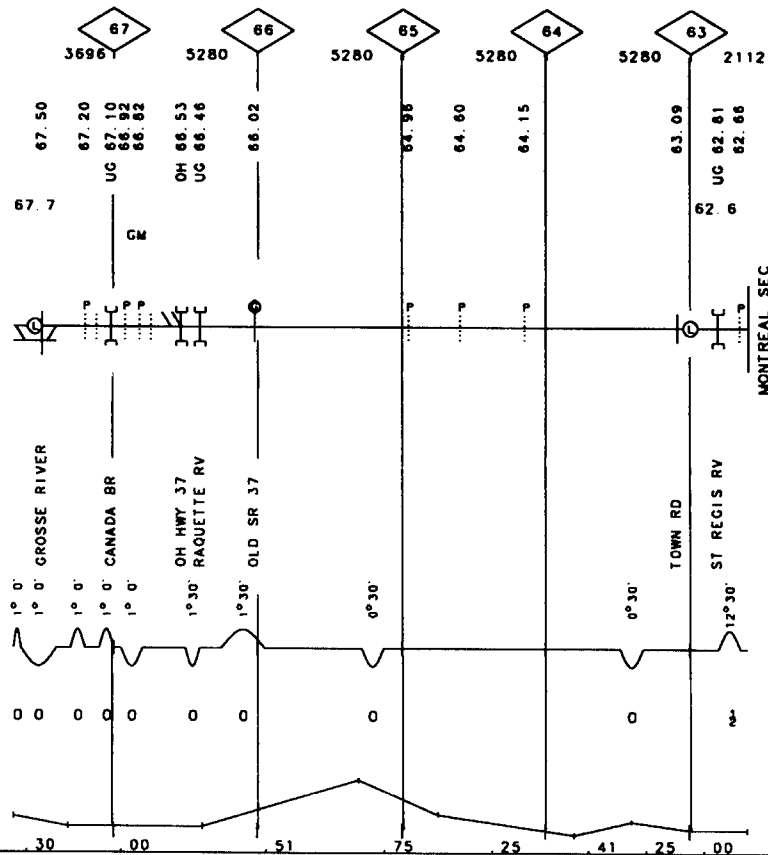 67 66 65 64 63
3696 5280 5280 5280 5280 2112
67.50
67.20
UG 67.10
66.92
66.82
OH 66.53
UG 66.46
66.02
64.96
64.60
64.15
63.09
UG 62.81
62.66
67.7
62.6
GM
P P P P P
L G L
MONTREAL SEC
GROSSE RIVER
CANADA BR
OH HWY 37
RAQUETTE RV
OLD SR 37
TOWN RD
ST REGIS RV
1° 0' 1° 0' 1° 0' 1° 0' 1° 0' 1°30' 1°30' 0°30' 0°30' 12°30'
0 0 0 0 0 0 0 0 0
.30 .00 .51 .75 .25 .41 .25 .00